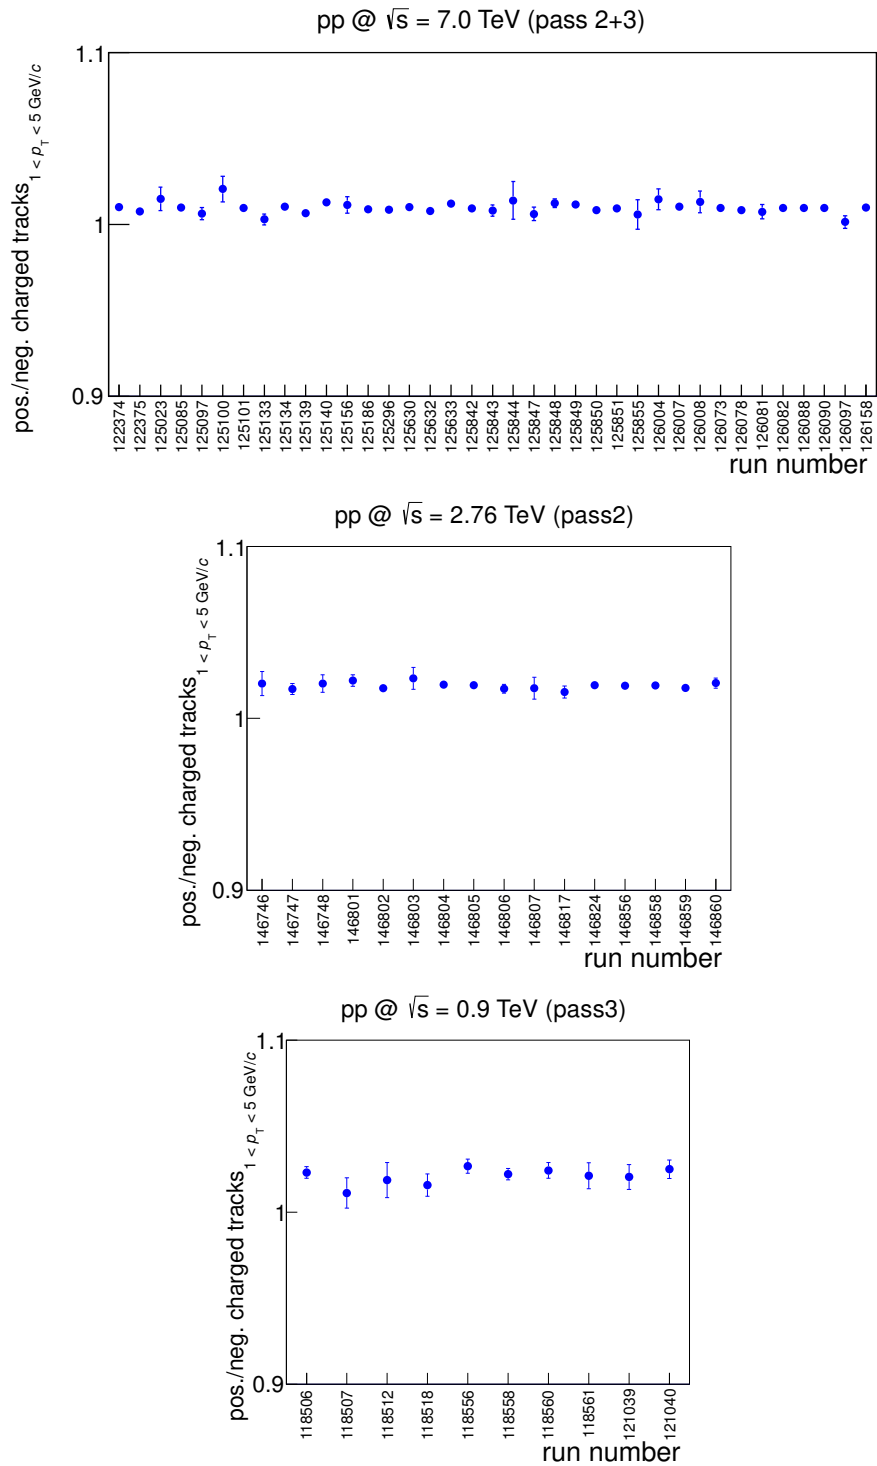 pp @ √s = 7.0 TeV (pass 2+3)
pos./neg. charged tracks 1 < pT < 5 GeV/c
1.1
1
0.9
122374 122375 125023 125085 125097 125100 125101 125133 125134 125139 125140 125156 125186 125296 125630 125632 125633 125842 125843 125844 125847 125848 125849 125850 125851 125855 126004 126007 126008 126073 126078 126081 126082 126088 126090 126097 126158
run number
pp @ √s = 2.76 TeV (pass2)
pos./neg. charged tracks 1 < pT < 5 GeV/c
1.1
1
0.9
146746 146747 146748 146801 146802 146803 146804 146805 146806 146807 146817 146824 146856 146858 146859 146860
run number
pp @ √s = 0.9 TeV (pass3)
pos./neg. charged tracks 1 < pT < 5 GeV/c
1.1
1
0.9
118506 118507 118512 118518 118556 118558 118560 118561 121039 121040
run number